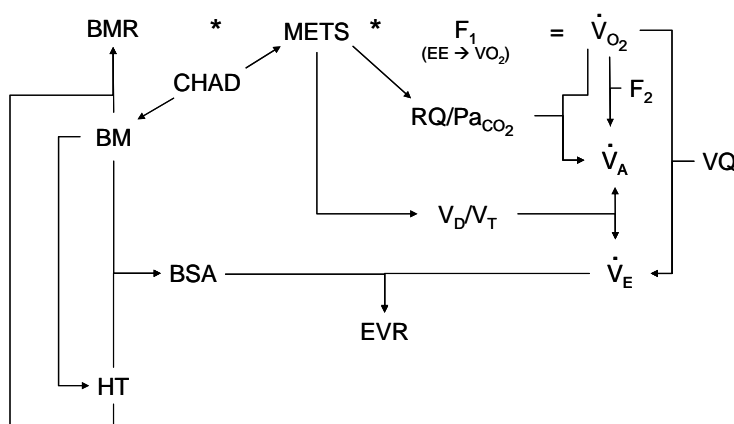 BMR * METS * F₁ = V̇O₂
(EE → VO₂)
CHAD
F₂
RQ/PaCO₂
BM
V̇A
VQ
VD/VT
BSA
V̇E
EVR
HT